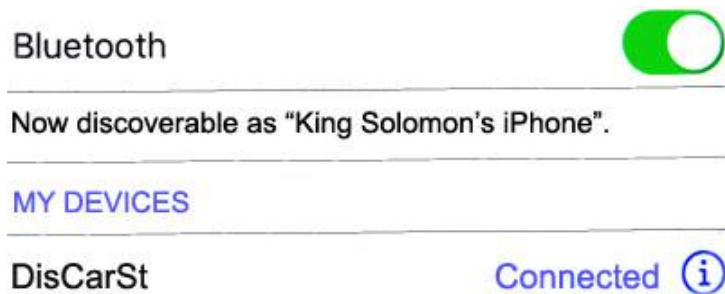 Bluetooth
Now discoverable as “King Solomon’s iPhone”.
MY DEVICES
DisCarSt
Connected